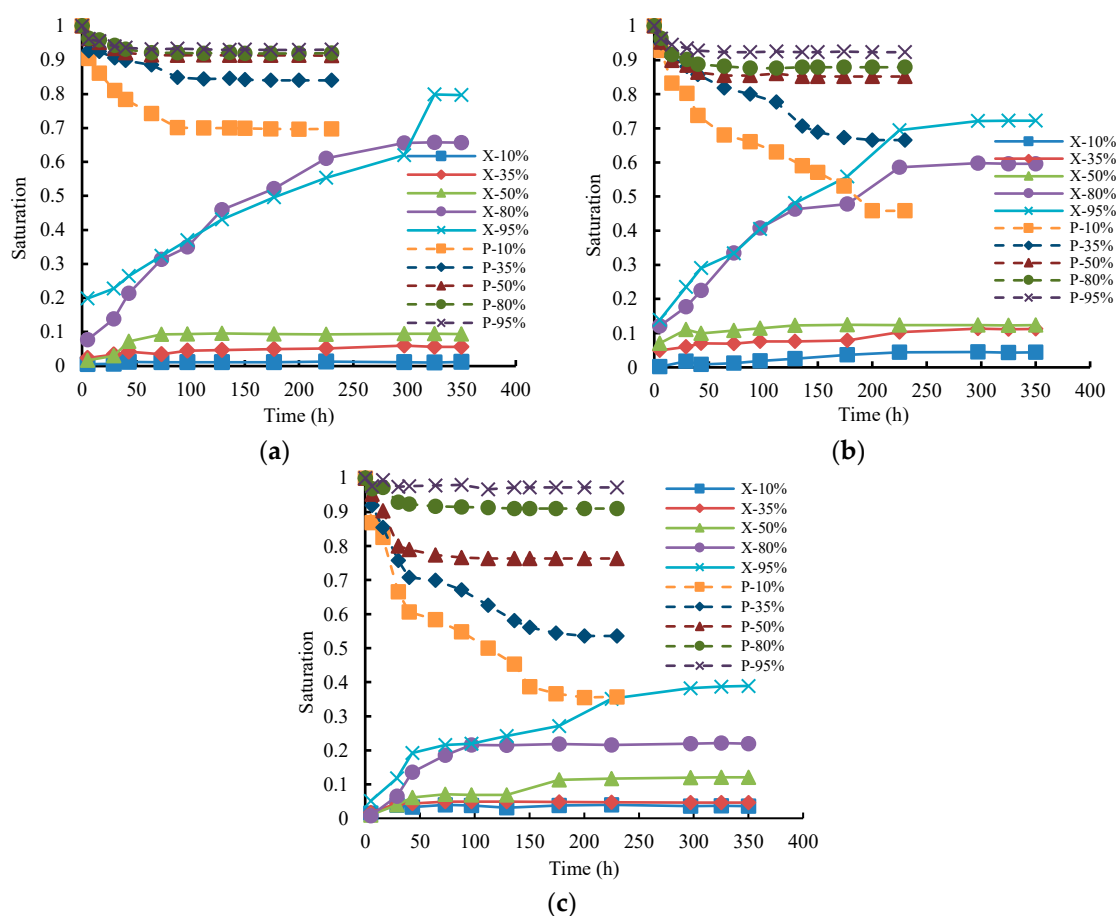 1
0.9
0.8
0.7
0.6
0.5
0.4
0.3
0.2
0.1
0
Saturation
0 50 100 150 200 250 300 350 400
Time (h)
X-10%
X-35%
X-50%
X-80%
X-95%
P-10%
P-35%
P-50%
P-80%
P-95%
(a)
1
0.9
0.8
0.7
0.6
0.5
0.4
0.3
0.2
0.1
0
Saturation
0 50 100 150 200 250 300 350 400
Time (h)
X-10%
X-35%
X-50%
X-80%
X-95%
P-10%
P-35%
P-50%
P-80%
P-95%
(b)
1
0.9
0.8
0.7
0.6
0.5
0.4
0.3
0.2
0.1
0
Saturation
0 50 100 150 200 250 300 350 400
Time (h)
X-10%
X-35%
X-50%
X-80%
X-95%
P-10%
P-35%
P-50%
P-80%
P-95%
(c)